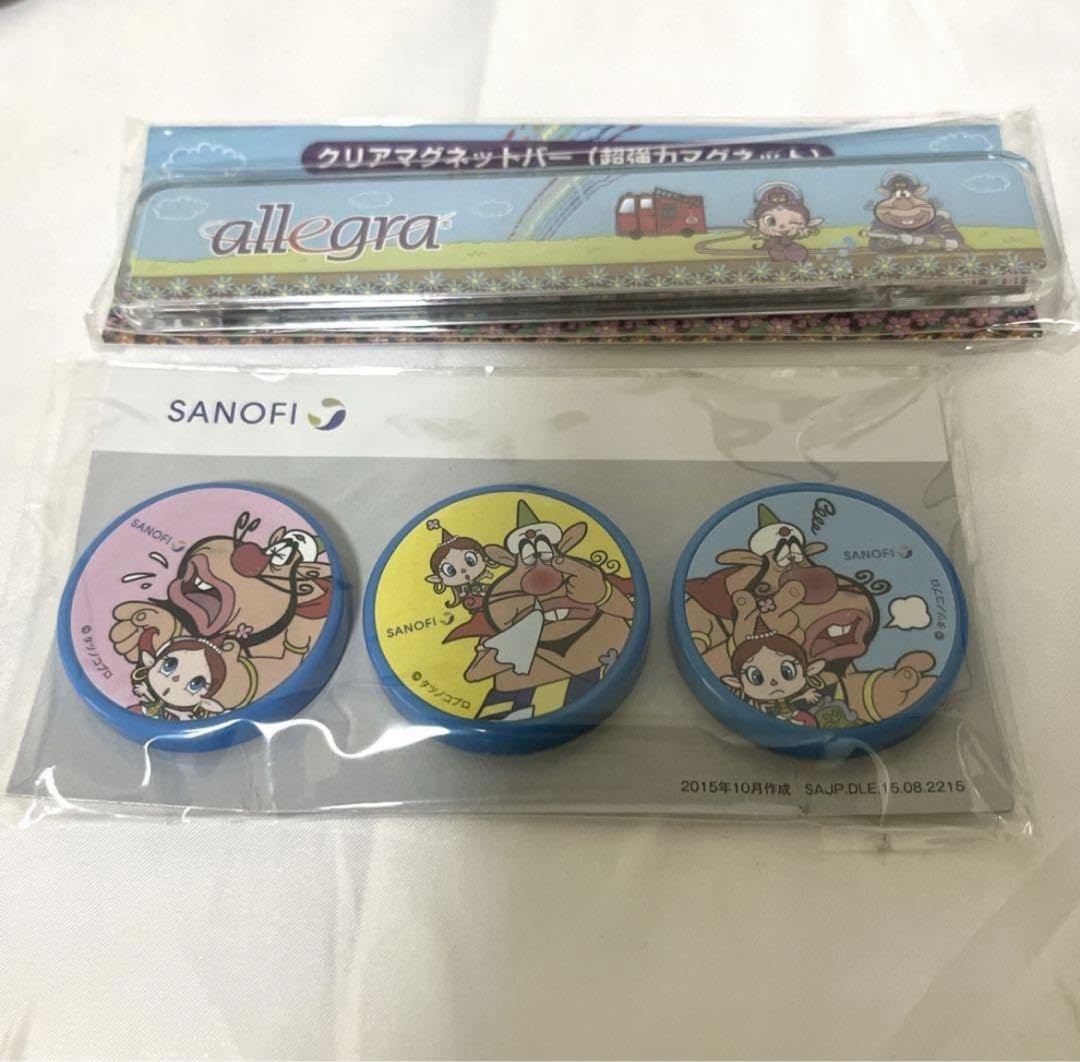 クリアマグネットバー（超強力マグネット）
allegra®
SANOFI
SANOFI
©タツノコプロ
SANOFI
©タツノコプロ
SANOFI
©タツノコプロ
2015年10月作成 SAJP.DLE.15.08.2215